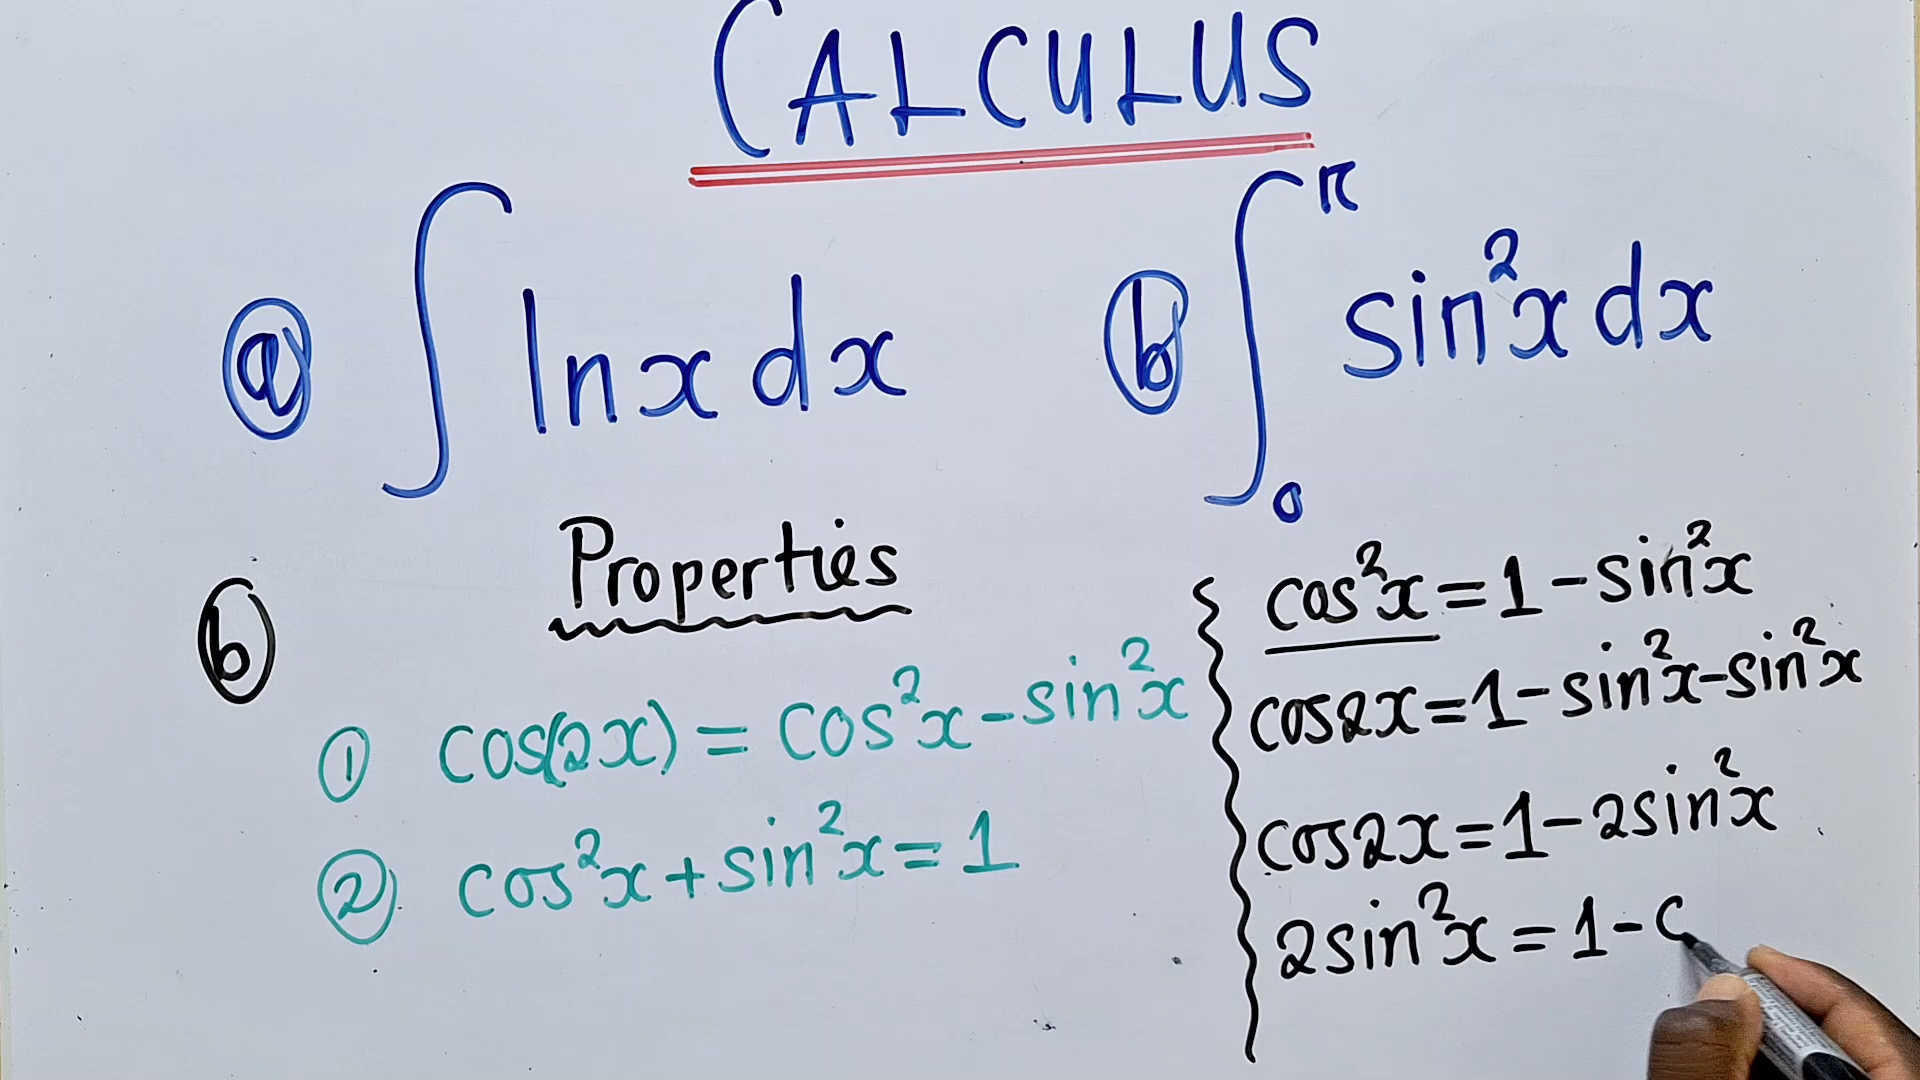 CALCULUS
ⓐ ∫ ln x dx
ⓑ ∫₀^π sin²x dx
ⓑ Properties
① cos(2x) = cos²x - sin²x
② cos²x + sin²x = 1
cos²x = 1 - sin²x
cos2x = 1 - sin²x - sin²x
cos2x = 1 - 2sin²x
2sin²x = 1 - c